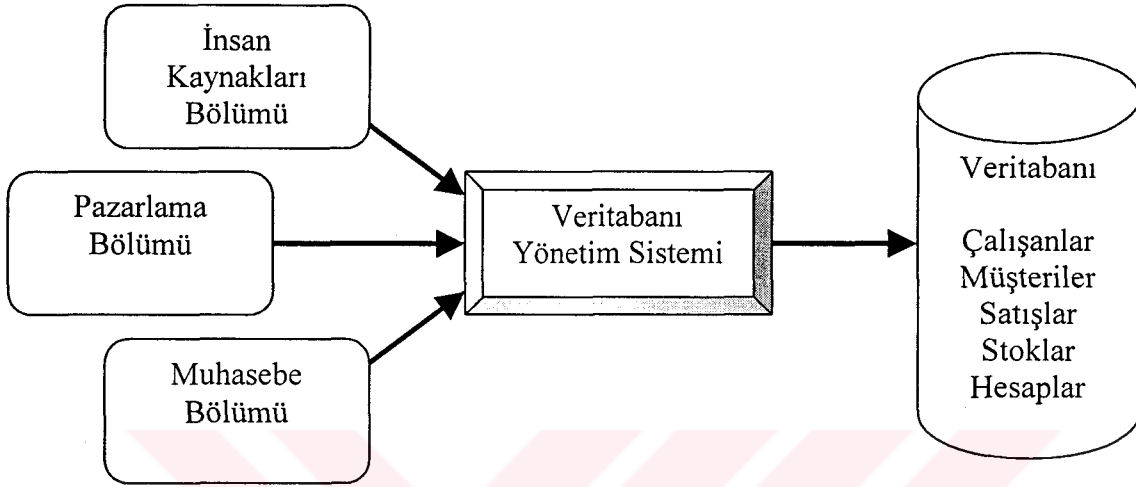 İnsan
Kaynakları
Bölümü
Pazarlama
Bölümü
Muhasebe
Bölümü
Veritabanı
Yönetim Sistemi
Veritabanı
Çalışanlar
Müşteriler
Satışlar
Stoklar
Hesaplar